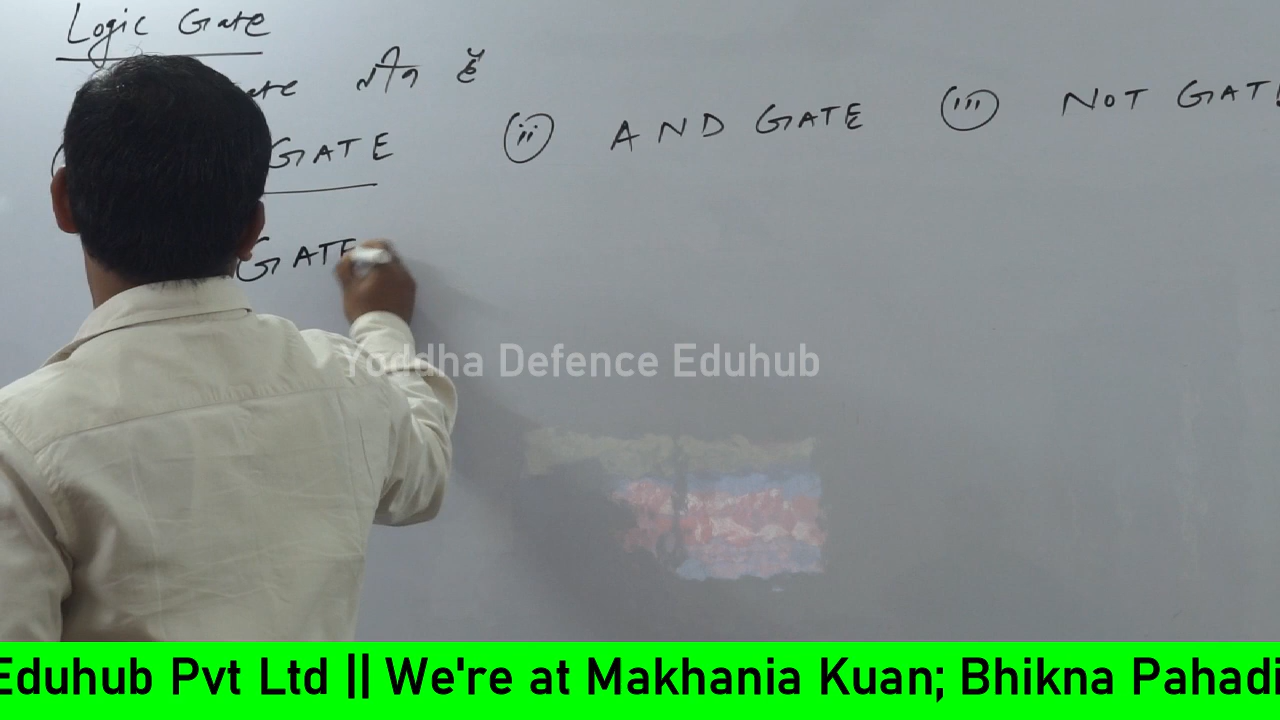 Logic Gate
तीन है
GATE (ii) AND GATE (iii) NOT GATE
GATE
Yoddha Defence Eduhub
Eduhub Pvt Ltd || We're at Makhania Kuan; Bhikna Pahadi